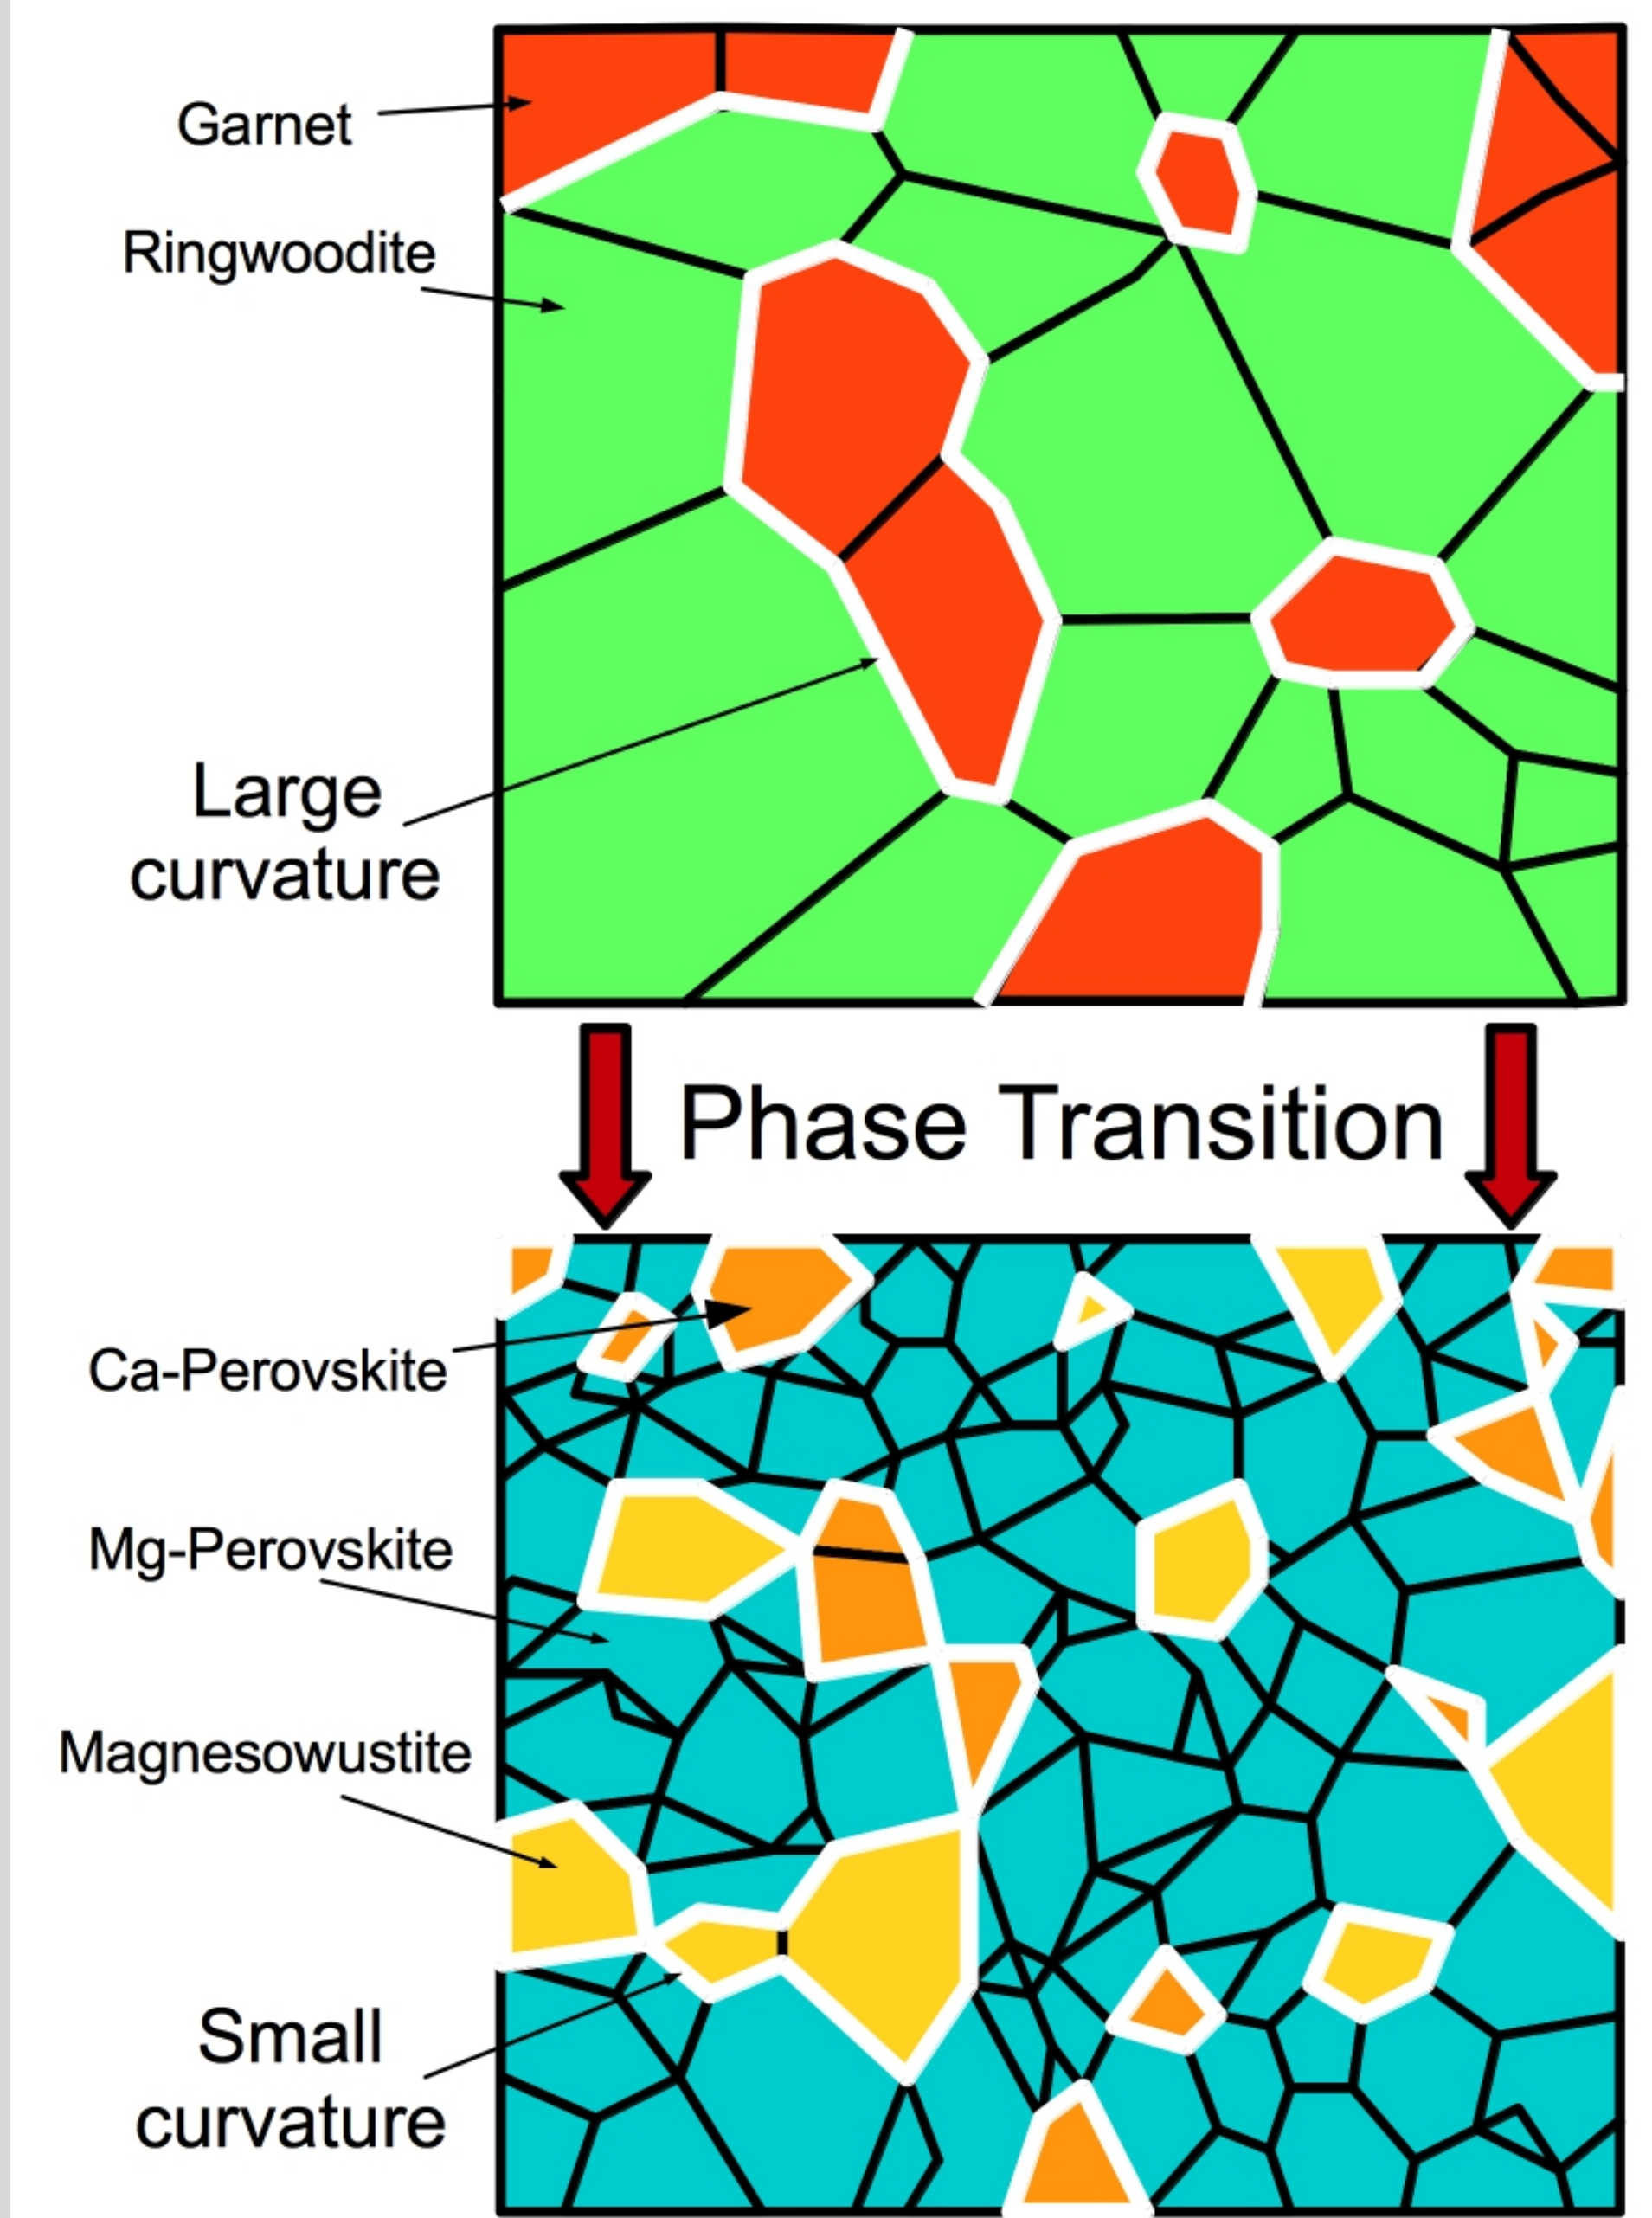 Garnet
Ringwoodite
Large
curvature
Phase Transition
Ca-Perovskite
Mg-Perovskite
Magnesowustite
Small
curvature